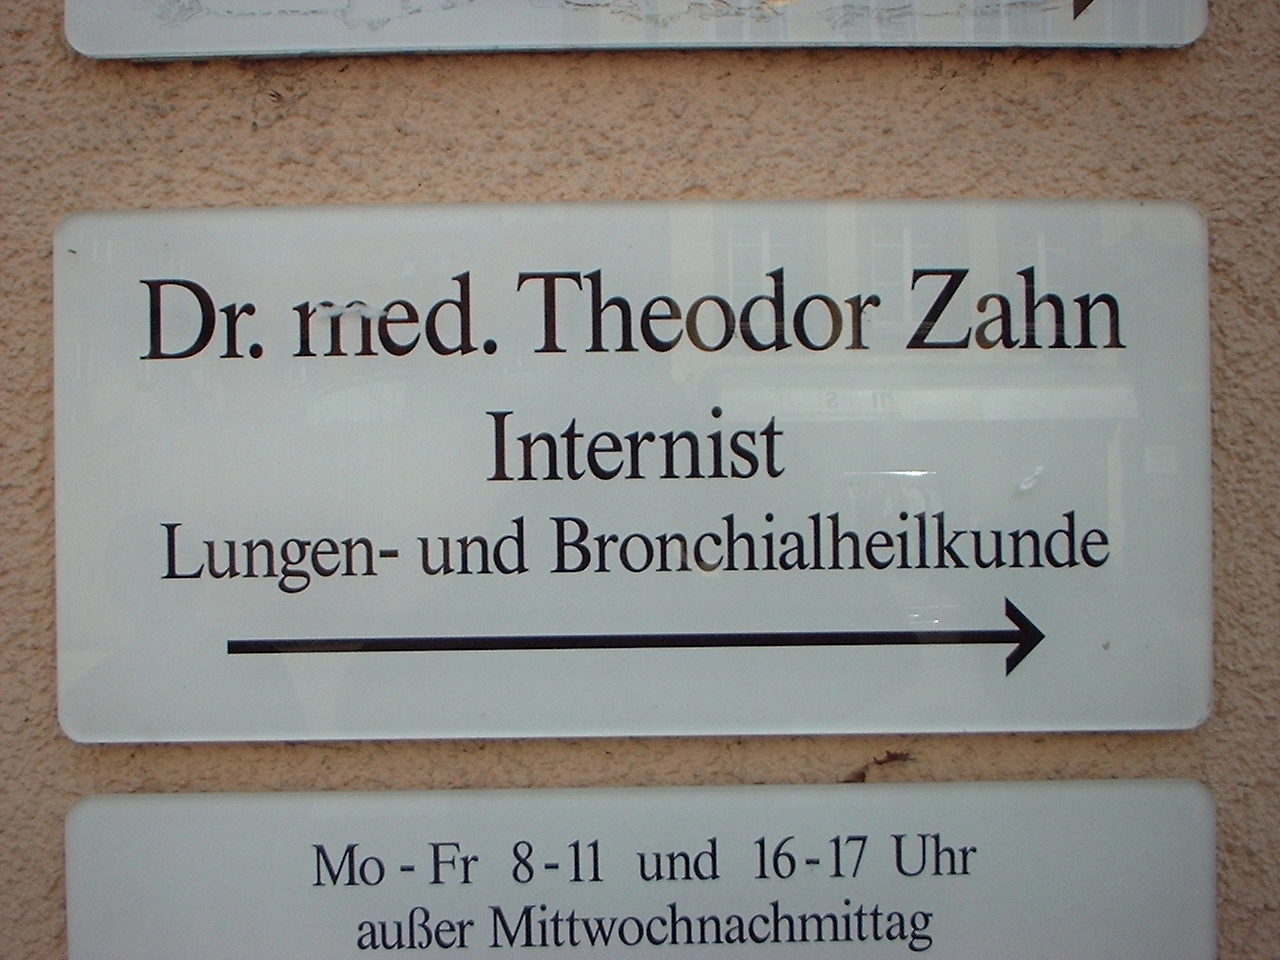 Dr. med. Theodor Zahn
Internist
Lungen- und Bronchialheilkunde
Mo - Fr 8 - 11 und 16 - 17 Uhr
außer Mittwochnachmittag